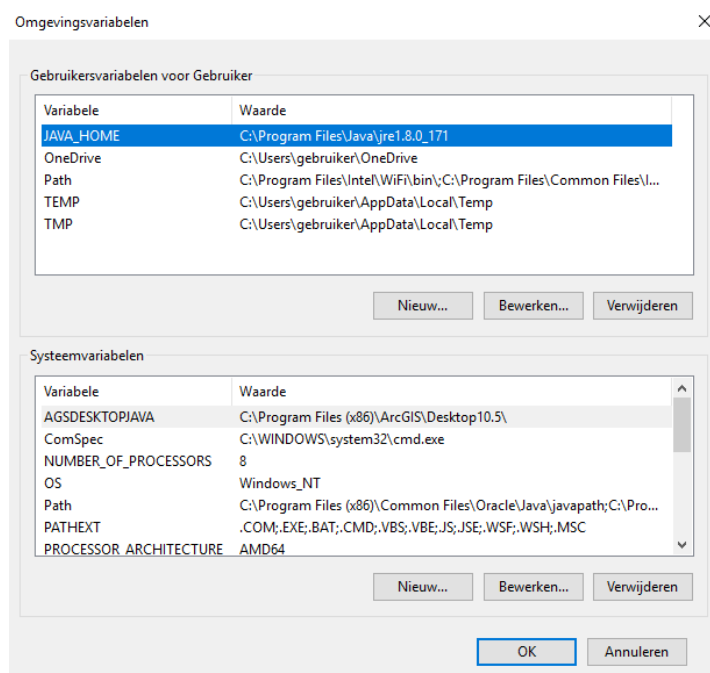 Omgevingsvariabelen
Gebruikersvariabelen voor Gebruiker
Variabele Waarde
JAVA_HOME C:\Program Files\Java\jre1.8.0_171
OneDrive C:\Users\gebruiker\OneDrive
Path C:\Program Files\Intel\WiFi\bin\;C:\Program Files\Common Files\I...
TEMP C:\Users\gebruiker\AppData\Local\Temp
TMP C:\Users\gebruiker\AppData\Local\Temp
Nieuw... Bewerken... Verwijderen
Systeemvariabelen
Variabele Waarde
AGSDESKTOPJAVA C:\Program Files (x86)\ArcGIS\Desktop10.5\
ComSpec C:\WINDOWS\system32\cmd.exe
NUMBER_OF_PROCESSORS 8
OS Windows_NT
Path C:\Program Files (x86)\Common Files\Oracle\Java\javapath;C:\Pro...
PATHEXT .COM;.EXE;.BAT;.CMD;.VBS;.VBE;.JS;.JSE;.WSF;.WSH;.MSC
PROCESSOR_ARCHITECTURE AMD64
Nieuw... Bewerken... Verwijderen
OK Annuleren